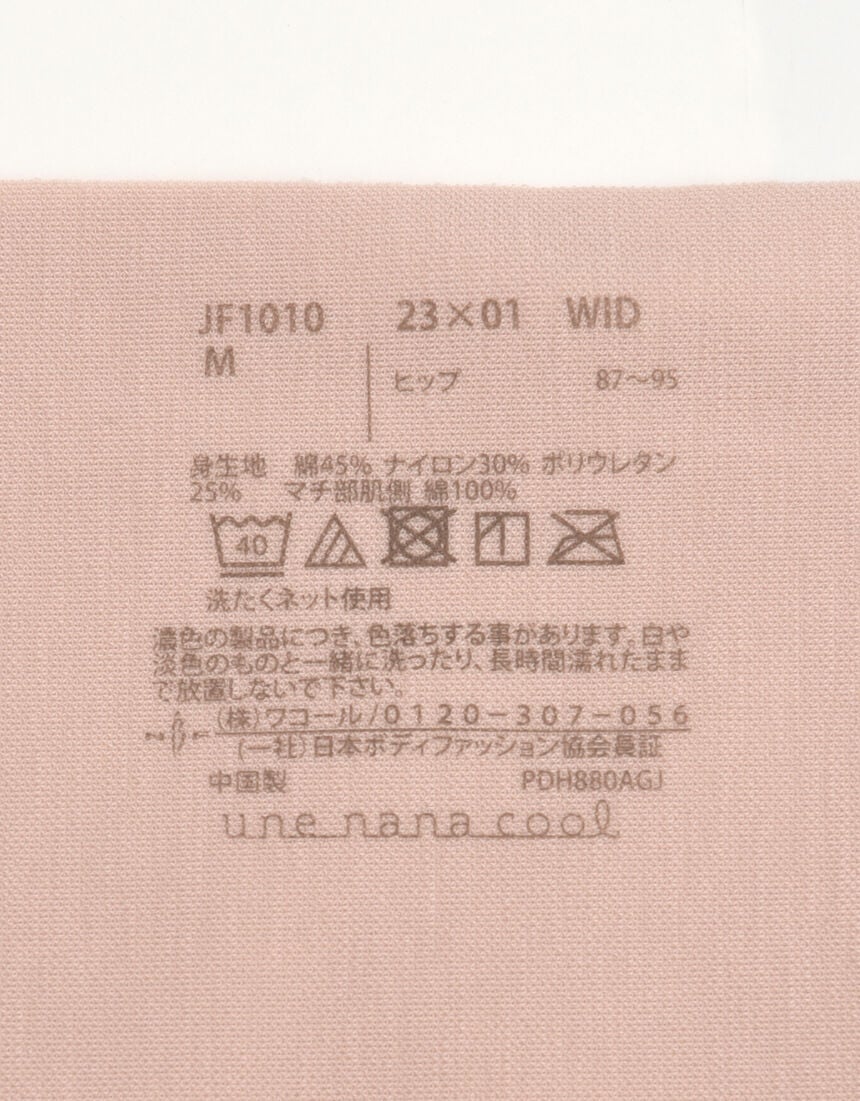 JF1010 23×01 WID
M ヒップ 87～95
身生地 綿45% ナイロン30% ポリウレタン
25% マチ部肌側 綿100%
40
洗たくネット使用
濃色の製品につき、色落ちする事があります。白や
淡色のものと一緒に洗ったり、長時間濡れたまま
で放置しないで下さい。
(株)ワコール/0120-307-056
(一社)日本ボディファッション協会員証
中国製 PDH880AGJ
une nana cool